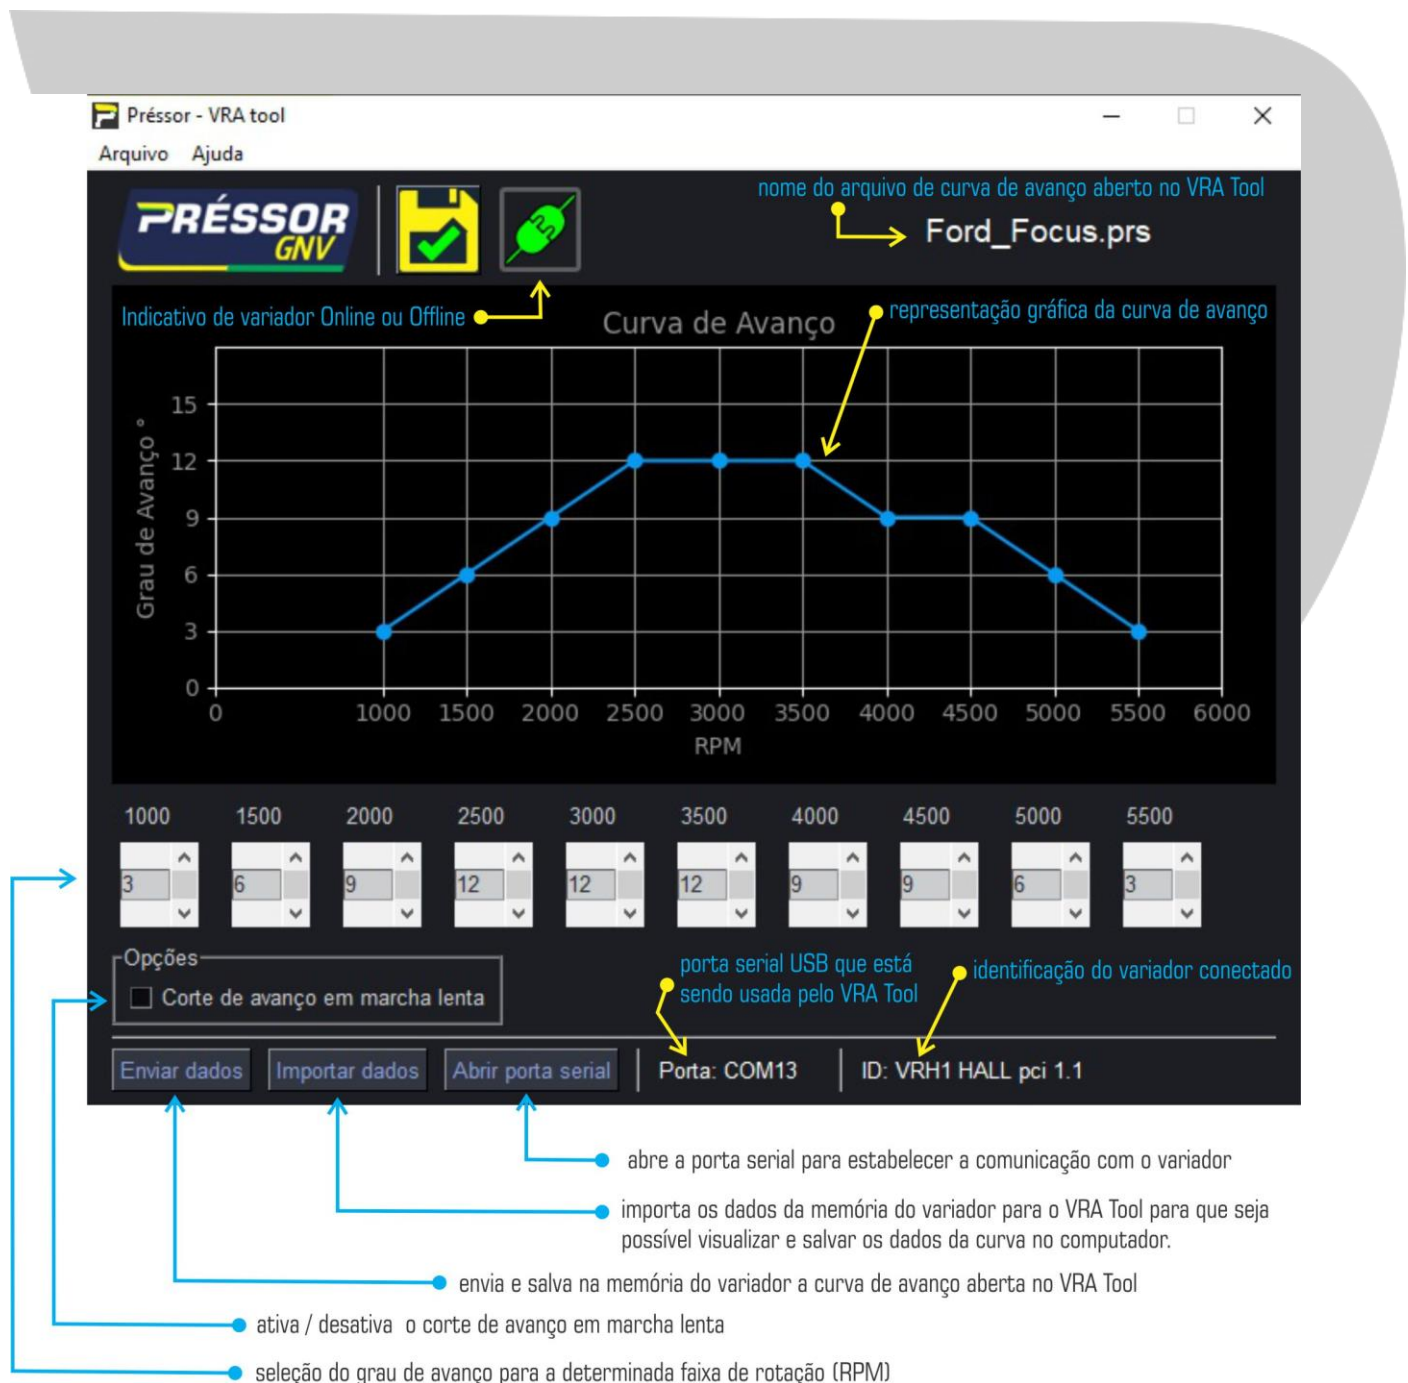 Préssor - VRA tool
Arquivo Ajuda
PRÉSSOR
GNV
nome do arquivo de curva de avanço aberto no VRA Tool
Ford_Focus.prs
Indicativo de variador Online ou Offline
Curva de Avanço
representação gráfica da curva de avanço
Grau de Avanço °
15
12
9
6
3
0
0 1000 1500 2000 2500 3000 3500 4000 4500 5000 5500 6000
RPM
1000 1500 2000 2500 3000 3500 4000 4500 5000 5500
3 6 9 12 12 12 9 9 6 3
Opções
Corte de avanço em marcha lenta
porta serial USB que está
sendo usada pelo VRA Tool
identificação do variador conectado
Enviar dados Importar dados Abrir porta serial Porta: COM13 ID: VRH1 HALL pci 1.1
abre a porta serial para estabelecer a comunicação com o variador
importa os dados da memória do variador para o VRA Tool para que seja
possível visualizar e salvar os dados da curva no computador.
envia e salva na memória do variador a curva de avanço aberta no VRA Tool
ativa / desativa o corte de avanço em marcha lenta
seleção do grau de avanço para a determinada faixa de rotação (RPM)